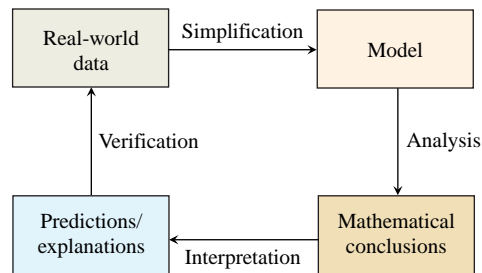 Real-world
data
Simplification
Model
Verification
Analysis
Predictions/
explanations
Interpretation
Mathematical
conclusions